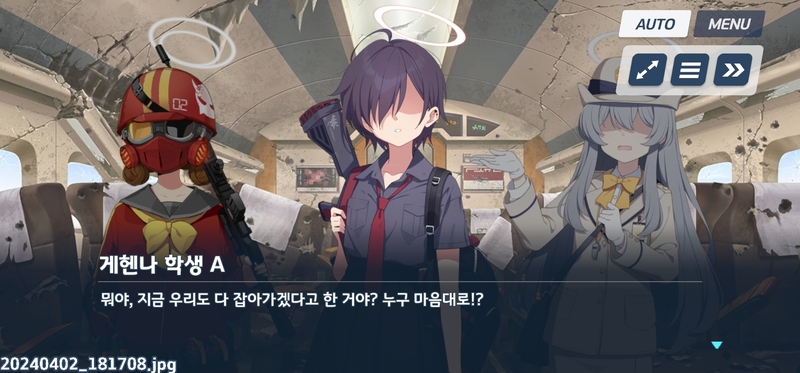 AUTO
MENU
02
게헨나 학생 A
뭐야, 지금 우리도 다 잡아가겠다고 한 거야? 누구 마음대로!?
20240402_181708.jpg